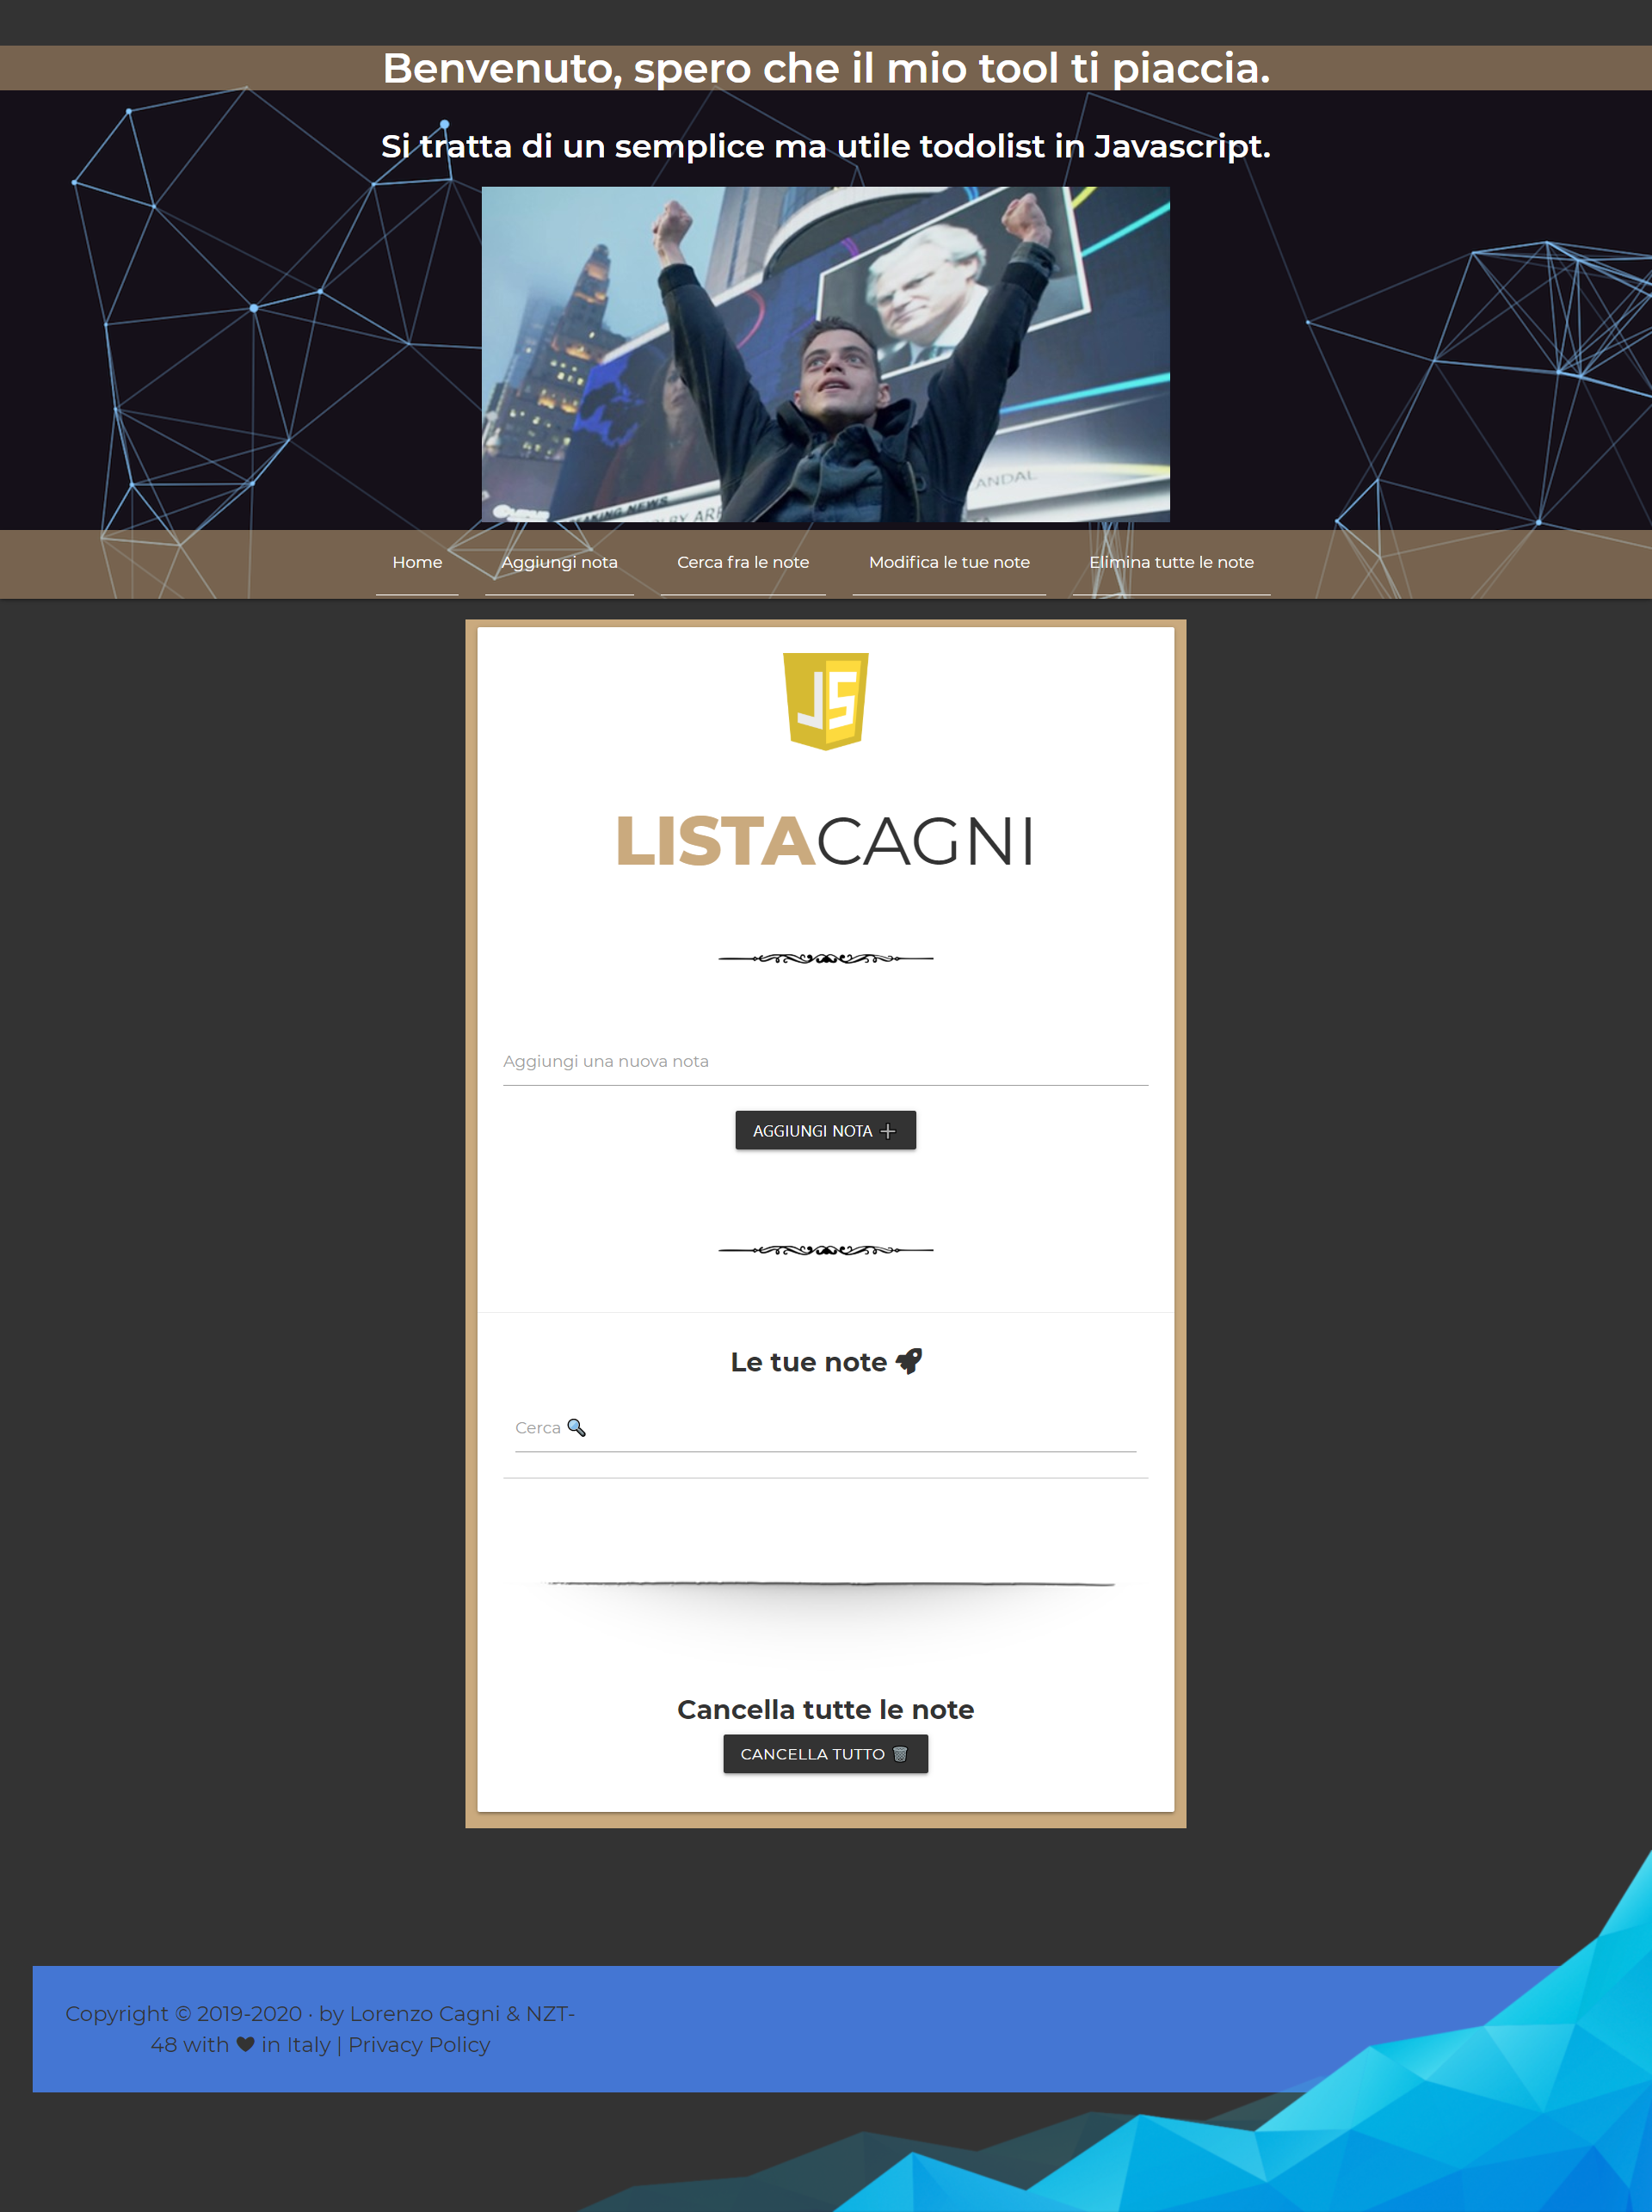 Benvenuto, spero che il mio tool ti piaccia.
Si tratta di un semplice ma utile todolist in Javascript.
ANDAL
BREAKING NEWS
Home
Aggiungi nota
Cerca fra le note
Modifica le tue note
Elimina tutte le note
JS
LISTACAGNI
Aggiungi una nuova nota
AGGIUNGI NOTA
Le tue note
Cerca
Cancella tutte le note
CANCELLA TUTTO
Copyright © 2019-2020 · by Lorenzo Cagni & NZT-
48 with ♥ in Italy | Privacy Policy